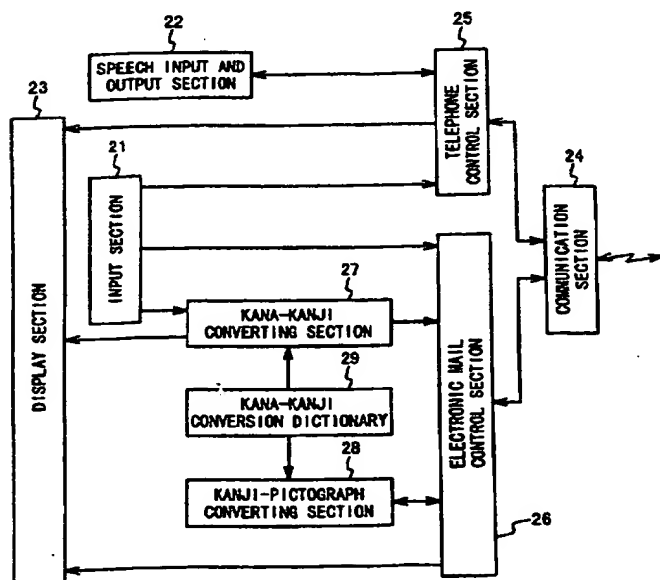 22
SPEECH INPUT AND
OUTPUT SECTION
25
TELEPHONE
CONTROL SECTION
23
DISPLAY SECTION
21
INPUT SECTION
24
COMMUNICATION
SECTION
27
KANA-KANJI
CONVERTING SECTION
29
KANA-KANJI
CONVERSION DICTIONARY
28
KANJI-PICTOGRAPH
CONVERTING SECTION
ELECTRONIC MAIL
CONTROL SECTION
26